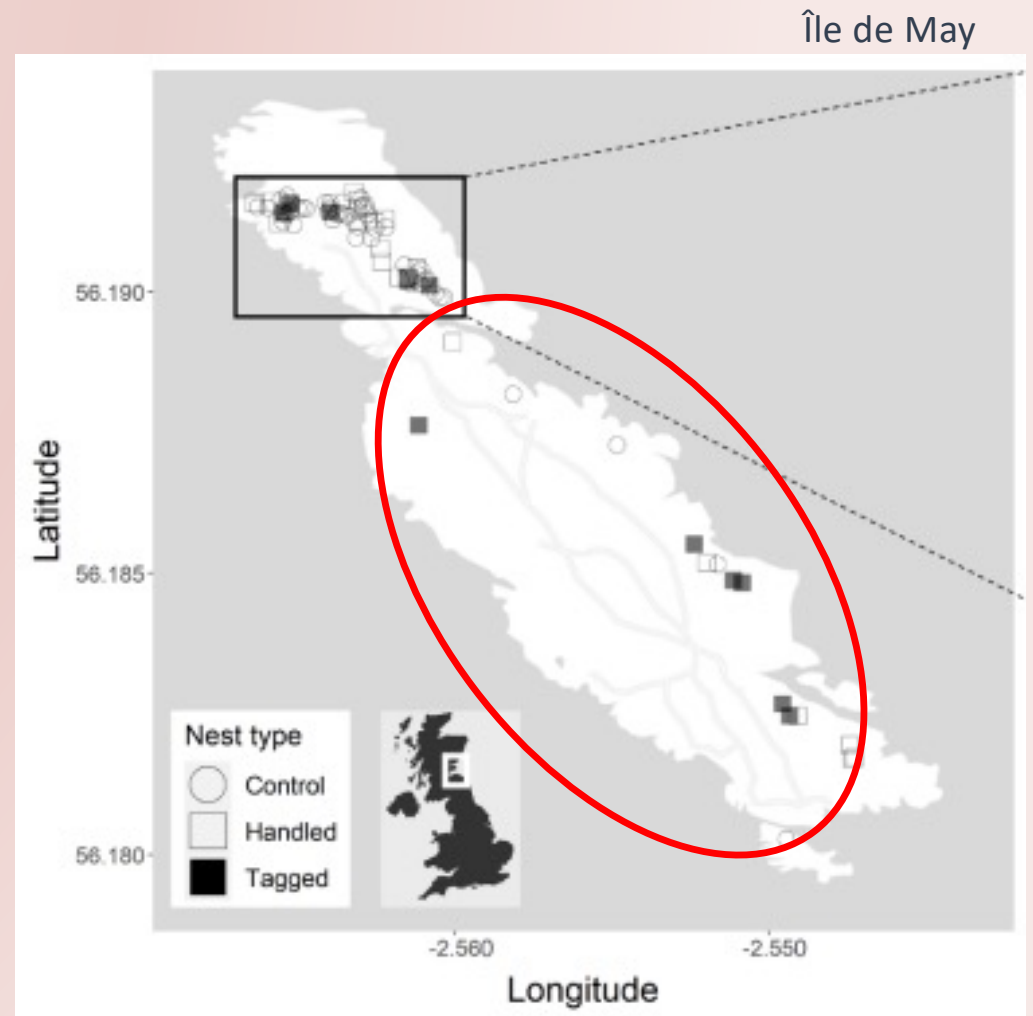 Île de May
56.190
56.185
56.180
Latitude
Nest type
Control
Handled
Tagged
-2.560
-2.550
Longitude